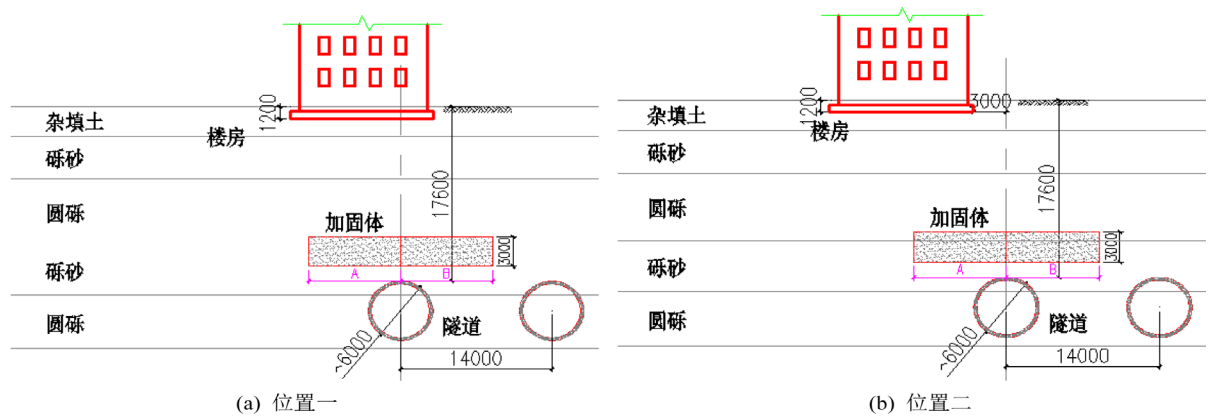 1200
杂填土
楼房
砾砂
17600
圆砾
加固体
3000
砾砂
A
B
圆砾
隧道
~6000
14000
(a) 位置一
3000
1200
杂填土
楼房
砾砂
17600
圆砾
加固体
3000
砾砂
A
B
圆砾
隧道
~6000
14000
(b) 位置二